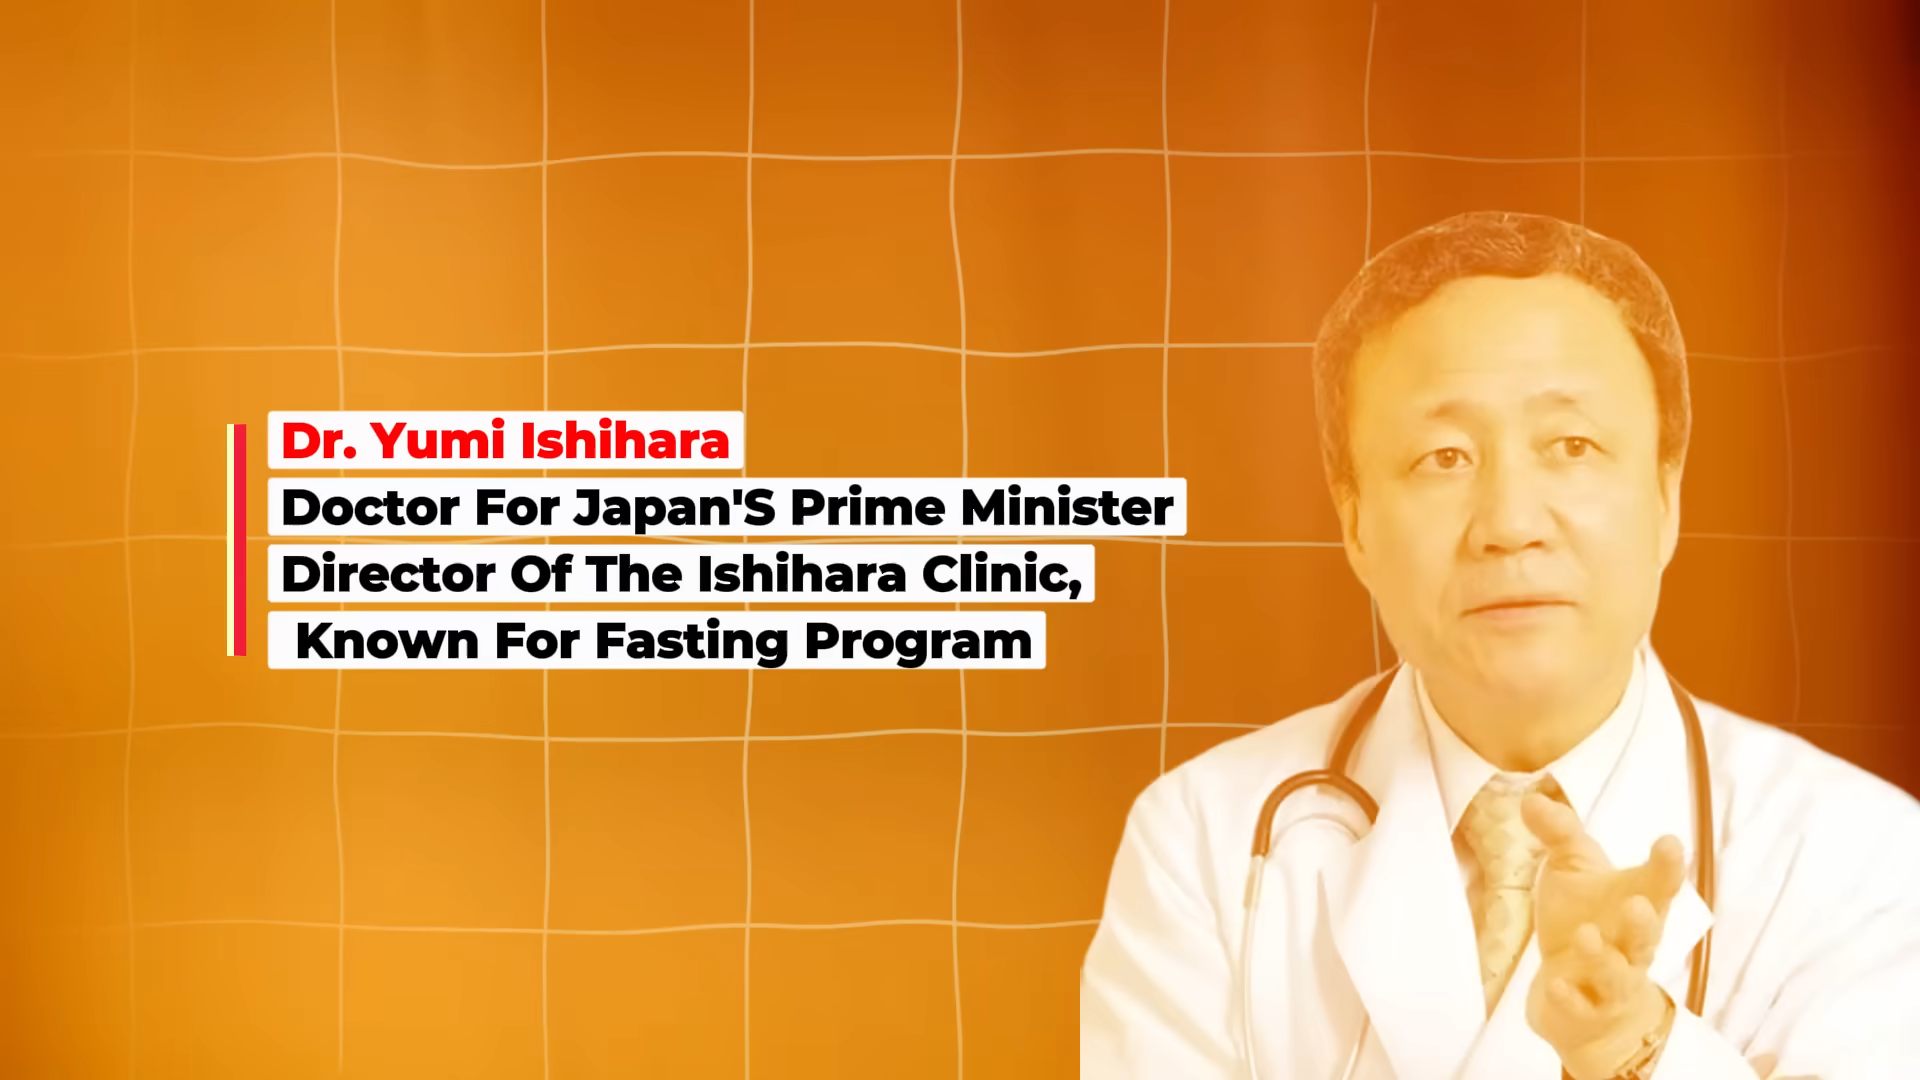 Dr. Yumi Ishihara
Doctor For Japan'S Prime Minister
Director Of The Ishihara Clinic,
Known For Fasting Program